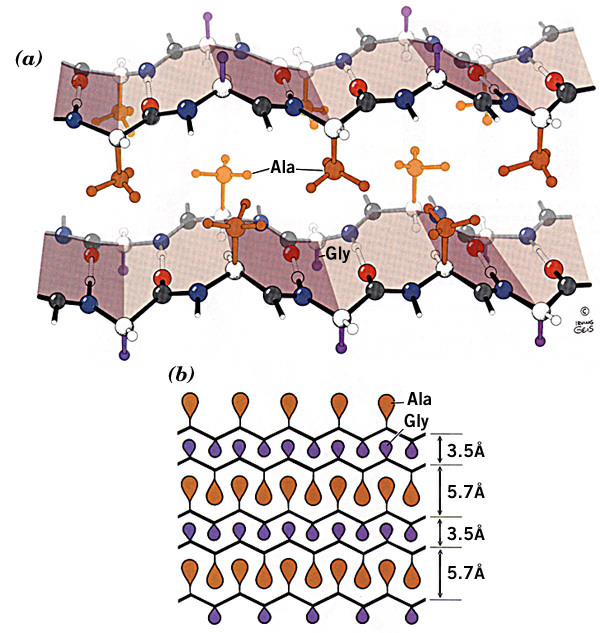 (a)
Ala
Gly
©
IRVING
GEIS
(b)
Ala
Gly
3.5Å
5.7Å
3.5Å
5.7Å